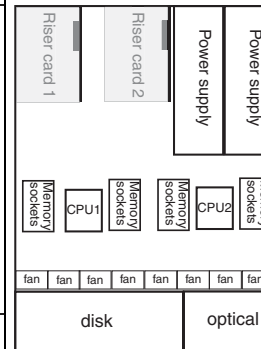 Riser card 1
Riser card 2
Power supply
Power supply
Memory
sockets
CPU1
Memory
sockets
Memory
sockets
CPU2
sockets
fan
fan
fan
fan
fan
fan
fan
disk
optical